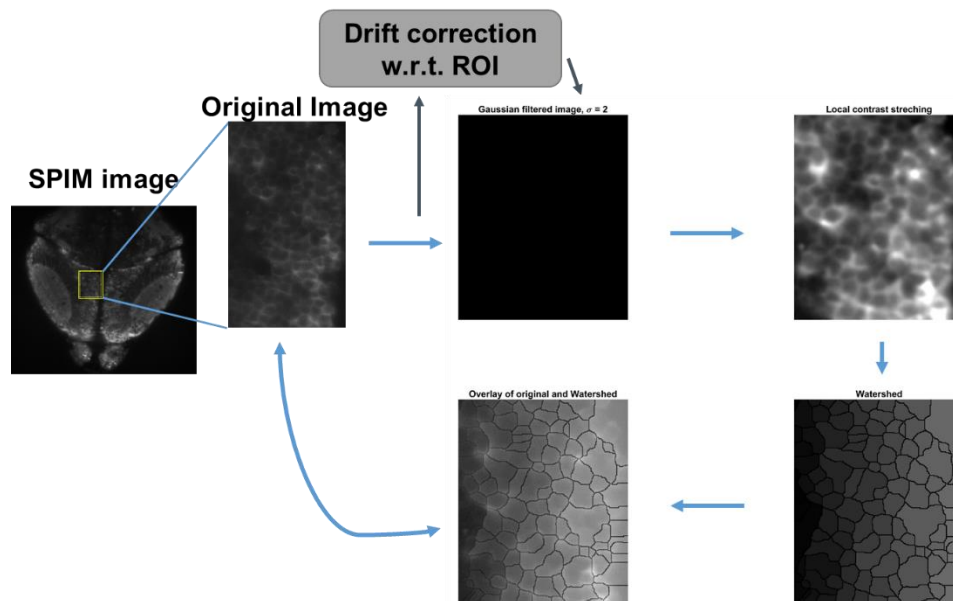 Drift correction
w.r.t. ROI
Original Image
SPIM image
Gaussian filtered image, σ = 2
Local contrast streching
Overlay of original and Watershed
Watershed